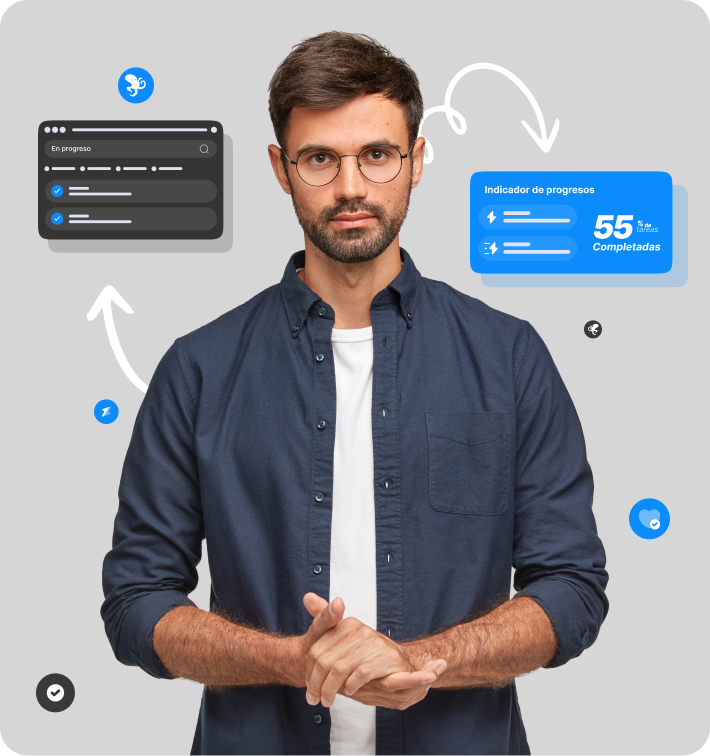 En progreso
Indicador de progresos
55 % de
tareas
Completadas